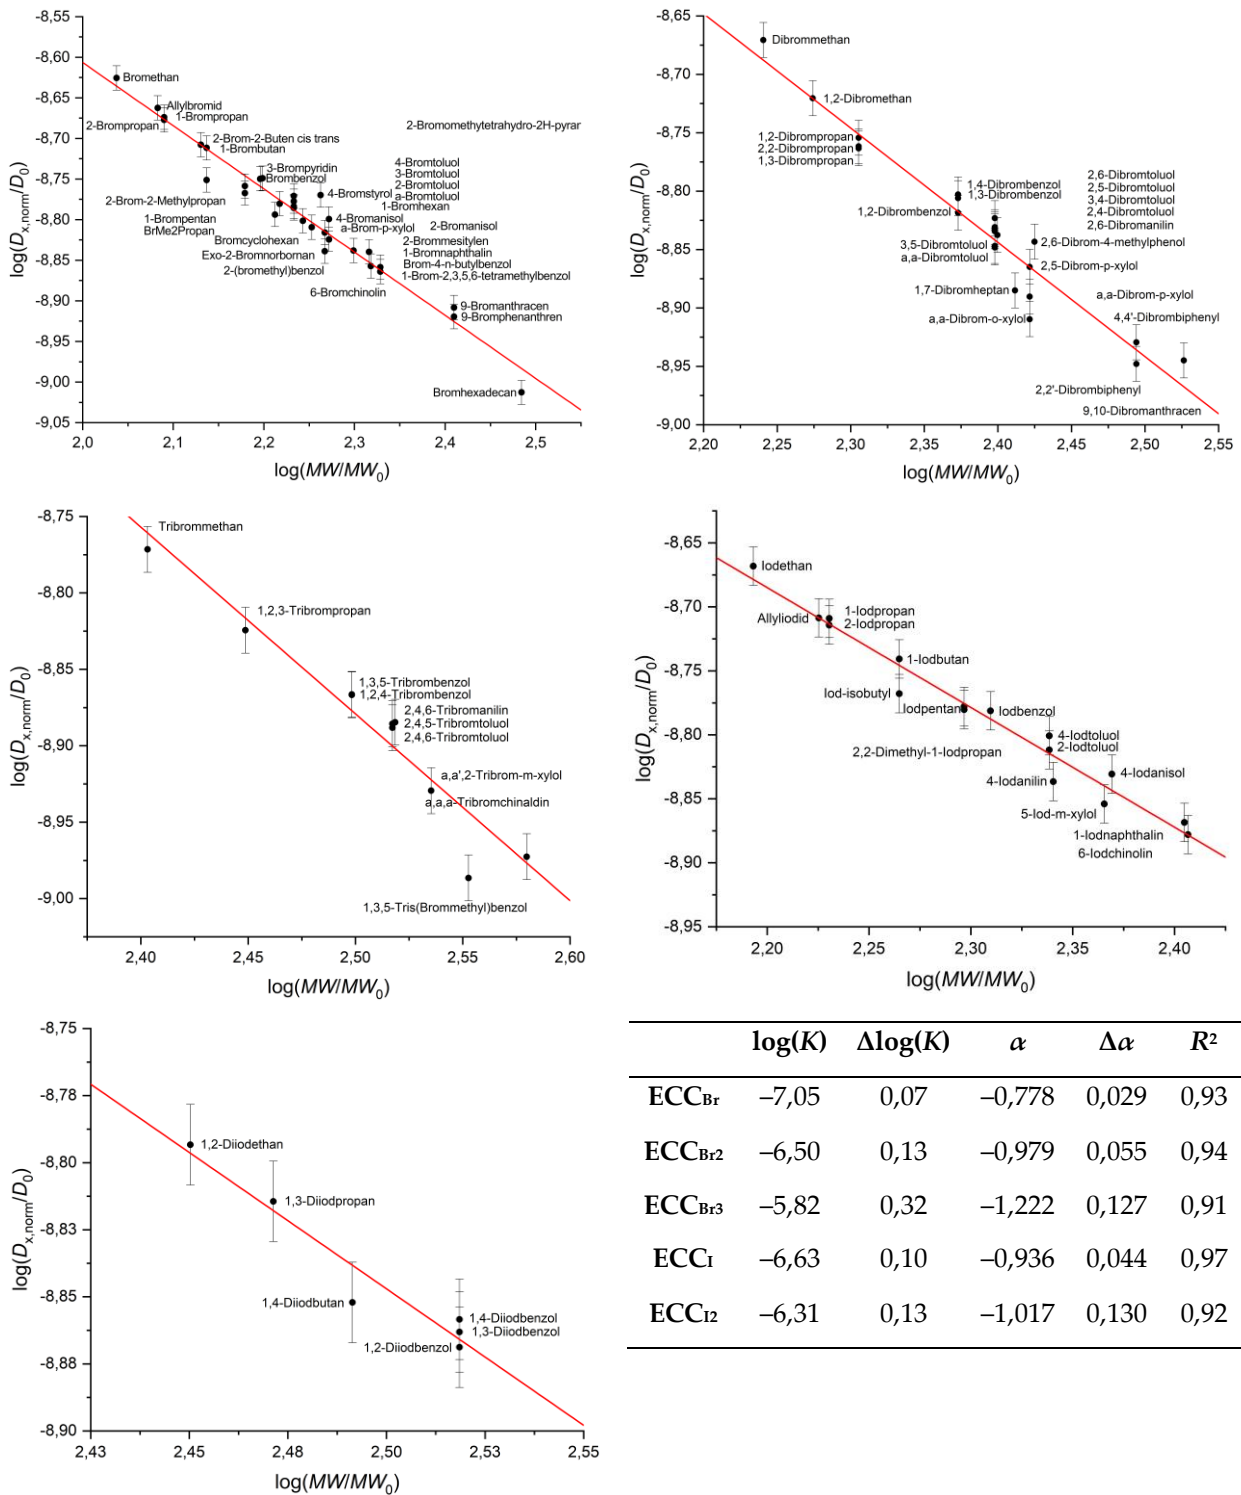 -8,55
-8,60
-8,65
-8,70
-8,75
-8,80
-8,85
-8,90
-8,95
-9,00
-9,05
log(Dx,norm/D0)
Bromethan
Allylbromid
1-Brompropan
2-Brompropan
2-Brom-2-Buten cis trans
1-Brombutan
3-Brompyridin
Brombenzol
2-Brom-2-Methylpropan
4-Bromstyrol
1-Brompentan
BrMe2Propan
4-Bromanisol
a-Brom-p-xylol
Bromcyclohexan
Exo-2-Bromnorbornan
2-(bromethyl)benzol
6-Bromchinolin
2-Bromomethytetrahydo-2H-pyrar
4-Bromtoluol
3-Bromtoluol
2-Bromtoluol
a-Bromtoluol
1-Bromhexan
2-Bromanisol
2-Brommesitylen
1-Bromnaphthalin
Brom-4-n-butylbenzol
1-Brom-2,3,5,6-tetramethylbenzol
9-Bromanthracen
9-Bromphenanthren
Bromhexadecan
2,0 2,1 2,2 2,3 2,4 2,5
log(MW/MW0)
-8,65
-8,70
-8,75
-8,80
-8,85
-8,90
-8,95
-9,00
log(Dx,norm/D0)
Dibrommethan
1,2-Dibromethan
1,2-Dibrompropan
2,2-Dibrompropan
1,3-Dibrompropan
1,4-Dibrombenzol
1,3-Dibrombenzol
1,2-Dibrombenzol
2,6-Dibromtoluol
2,5-Dibromtoluol
3,4-Dibromtoluol
2,4-Dibromtoluol
2,6-Dibromanilin
3,5-Dibromtoluol
a,a-Dibromtoluol
2,6-Dibrom-4-methylphenol
2,5-Dibrom-p-xylol
1,7-Dibromheptan
a,a-Dibrom-p-xylol
a,a-Dibrom-o-xylol
4,4'-Dibrombiphenyl
2,2'-Dibrombiphenyl
9,10-Dibromanthracen
2,20 2,25 2,30 2,35 2,40 2,45 2,50 2,55
log(MW/MW0)
-8,75
-8,80
-8,85
-8,90
-8,95
-9,00
log(Dx,norm/D0)
Tribrommethan
1,2,3-Tribrompropan
1,3,5-Tribrombenzol
1,2,4-Tribrombenzol
2,4,6-Tribromanilin
2,4,5-Tribromtoluol
2,4,6-Tribromtoluol
a,a',2-Tribrom-m-xylol
a,a,a-Tribromchinaldin
1,3,5-Tris(Brommethyl)benzol
2,40 2,45 2,50 2,55 2,60
log(MW/MW0)
-8,65
-8,70
-8,75
-8,80
-8,85
-8,90
-8,95
log(Dx,norm/D0)
Iodethan
Allyliodid
1-Iodpropan
2-Iodpropan
1-Iodbutan
Iod-isobutyl
Iodpentan
Iodbenzol
2,2-Dimethyl-1-Iodpropan
4-Iodtoluol
2-Iodtoluol
4-Iodanilin
4-Iodanisol
5-Iod-m-xylol
1-Iodnaphthalin
6-Iodchinolin
2,20 2,25 2,30 2,35 2,40
log(MW/MW0)
-8,75
-8,78
-8,80
-8,83
-8,85
-8,88
-8,90
log(Dx,norm/D0)
1,2-Diiodethan
1,3-Diiodpropan
1,4-Diiodbutan
1,4-Diiodbenzol
1,3-Diiodbenzol
1,2-Diiodbenzol
2,43 2,45 2,48 2,50 2,53 2,55
log(MW/MW0)
log(K) Δlog(K) α Δα R²
ECCBr –7,05 0,07 –0,778 0,029 0,93
ECCBr2 –6,50 0,13 –0,979 0,055 0,94
ECCBr3 –5,82 0,32 –1,222 0,127 0,91
ECCI –6,63 0,10 –0,936 0,044 0,97
ECCI2 –6,31 0,13 –1,017 0,130 0,92